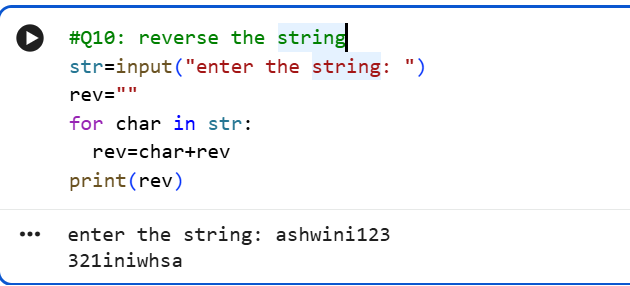 #Q10: reverse the string
str=input("enter the string: ")
rev=""
for char in str:
  rev=char+rev
print(rev)
enter the string: ashwini123
321iniwhsa